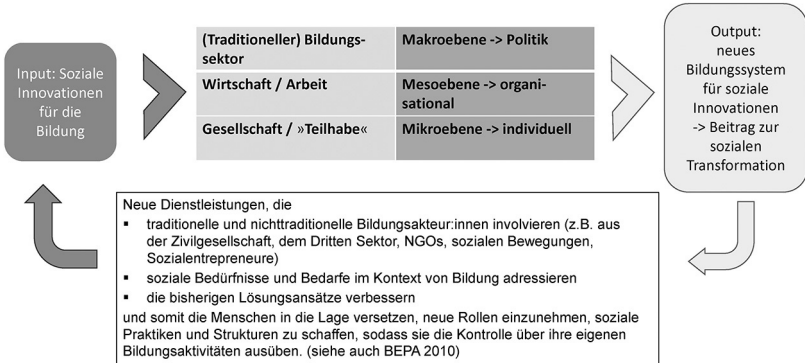 Input: Soziale
Innovationen
für die
Bildung
(Traditioneller) Bildungs-
sektor
Makroebene -> Politik
Wirtschaft / Arbeit
Mesoebene -> organi-
sational
Gesellschaft / »Teilhabe«
Mikroebene -> individuell
Output:
neues
Bildungssystem
für soziale
Innovationen
-> Beitrag zur
sozialen
Transformation
Neue Dienstleistungen, die
▪ traditionelle und nichttraditionelle Bildungsakteur:innen involvieren (z.B. aus
der Zivilgesellschaft, dem Dritten Sektor, NGOs, sozialen Bewegungen,
Sozialentrepreneure)
▪ soziale Bedürfnisse und Bedarfe im Kontext von Bildung adressieren
▪ die bisherigen Lösungsansätze verbessern
und somit die Menschen in die Lage versetzen, neue Rollen einzunehmen, soziale
Praktiken und Strukturen zu schaffen, sodass sie die Kontrolle über ihre eigenen
Bildungsaktivitäten ausüben. (siehe auch BEPA 2010)